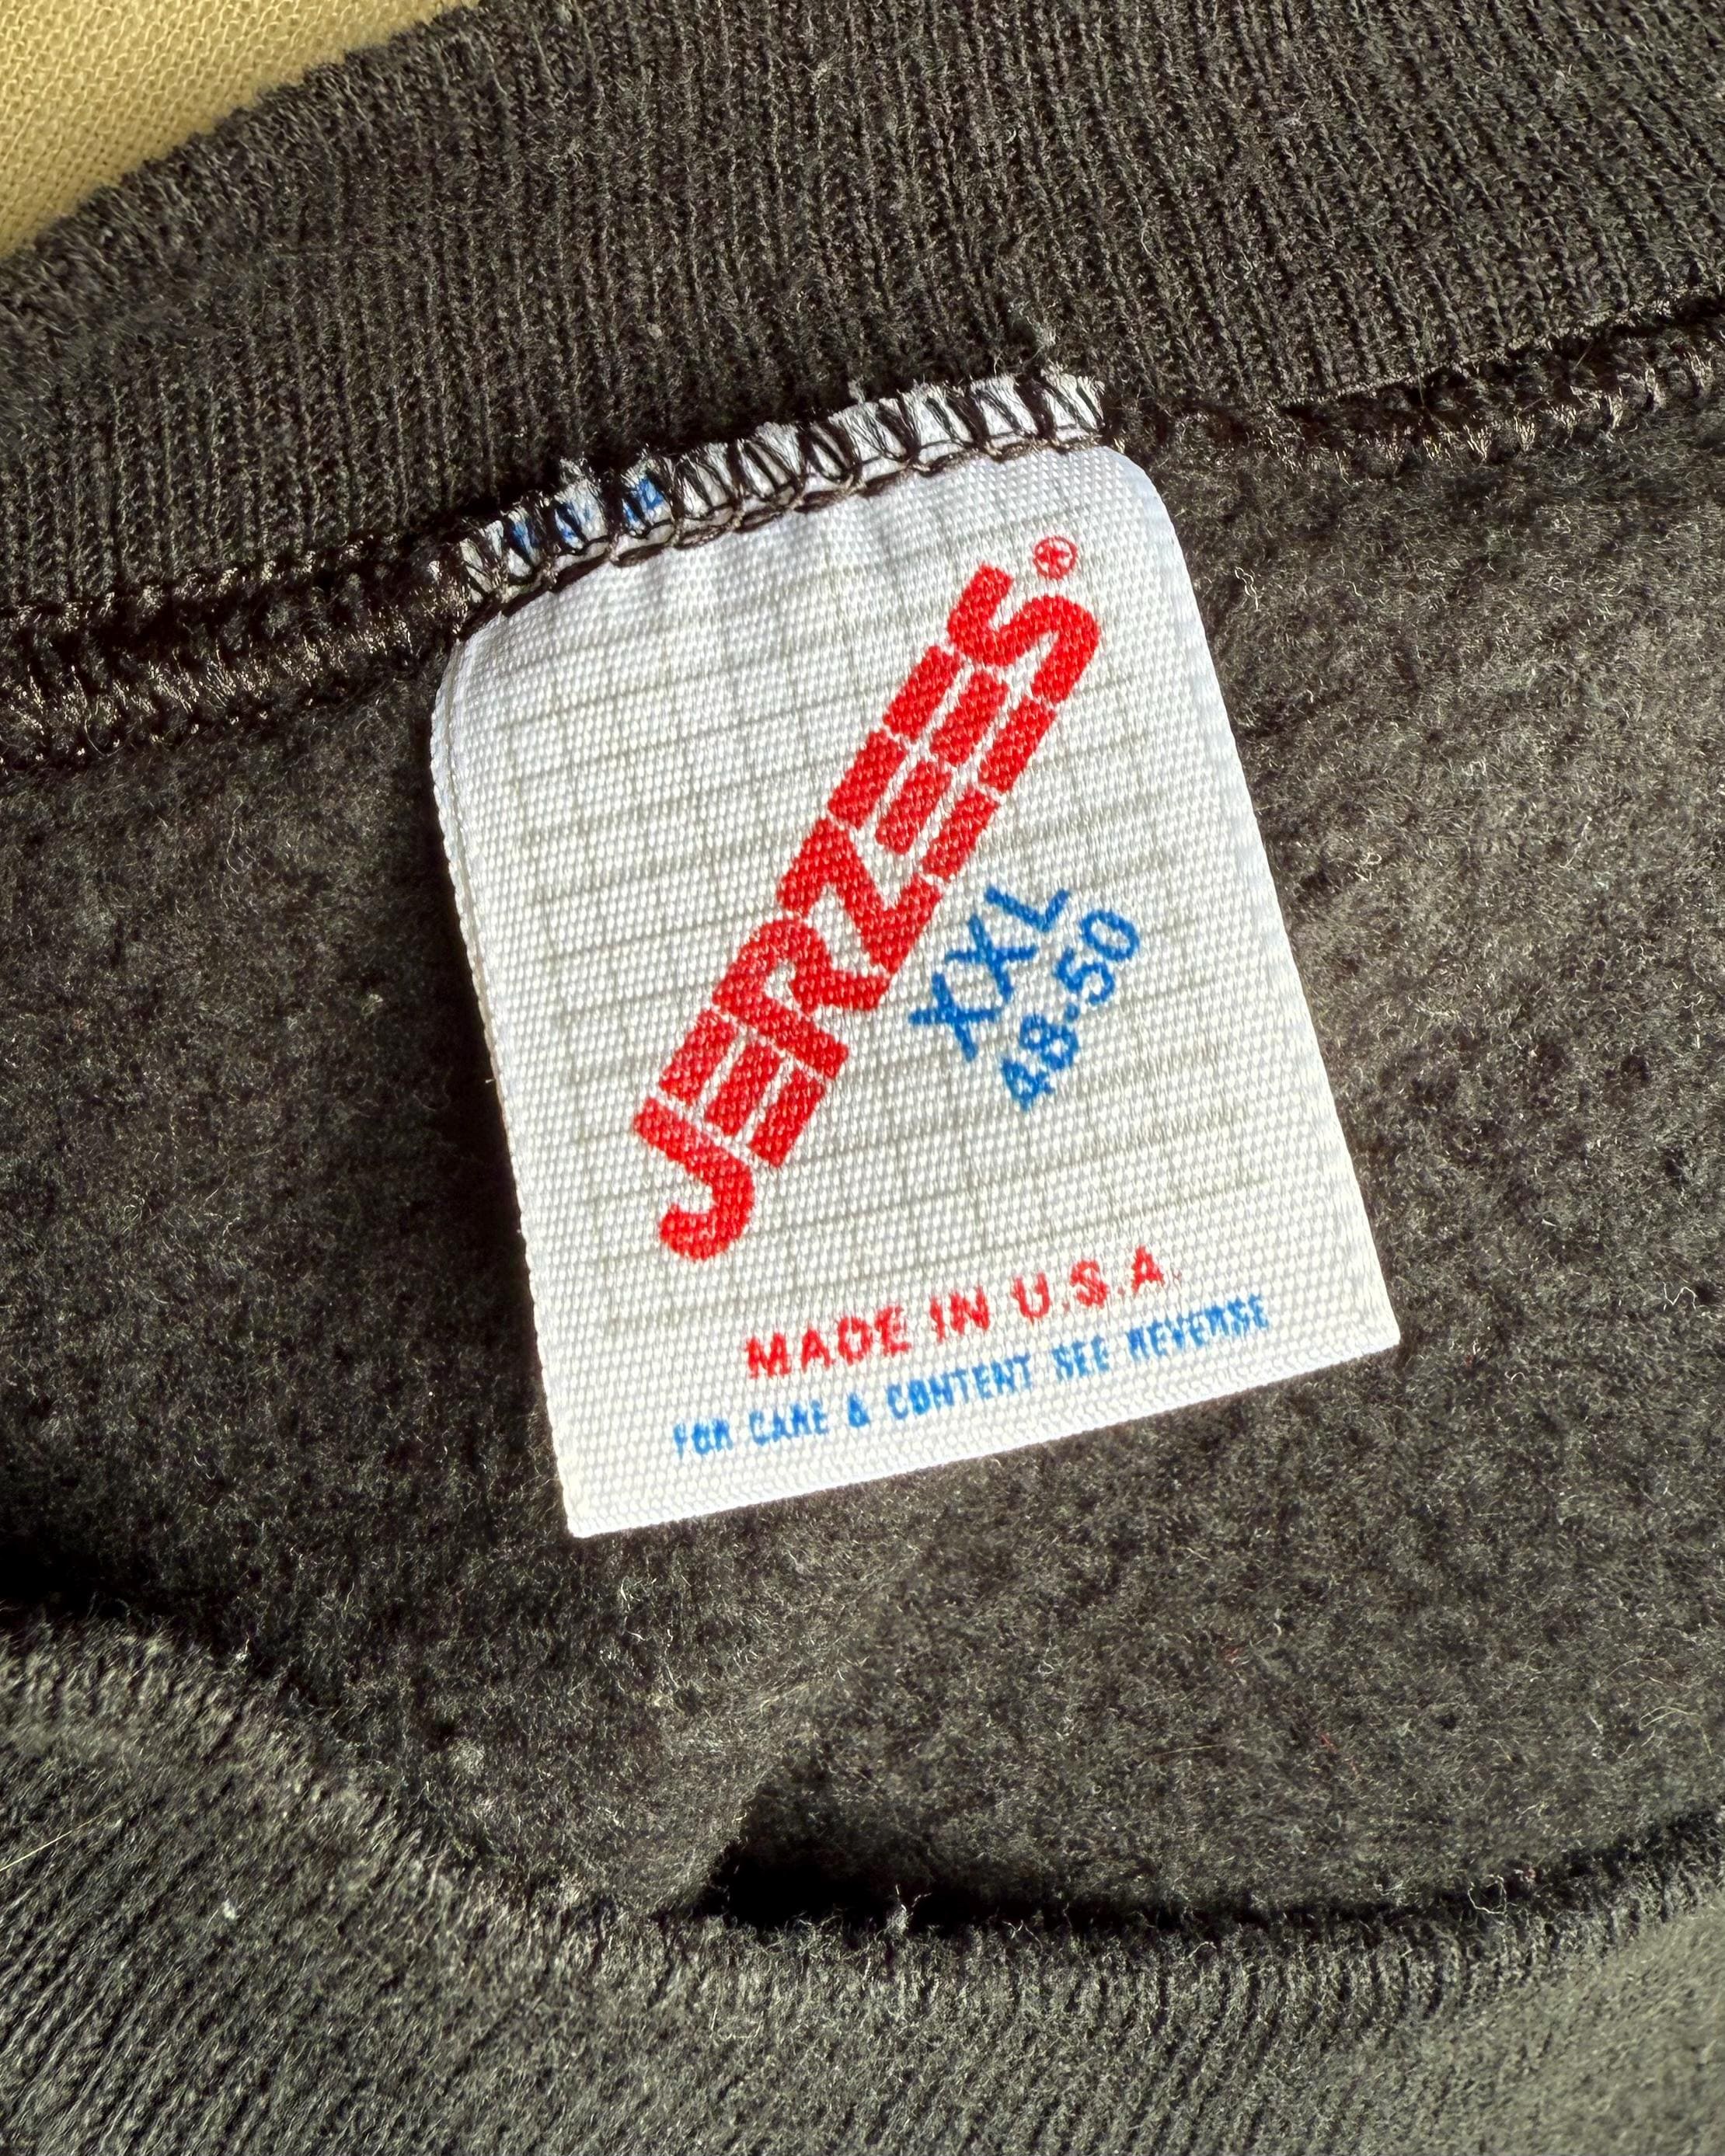 JERZEES®
XXL
48-50
MADE IN U.S.A.
FOR CARE & CONTENT SEE REVERSE